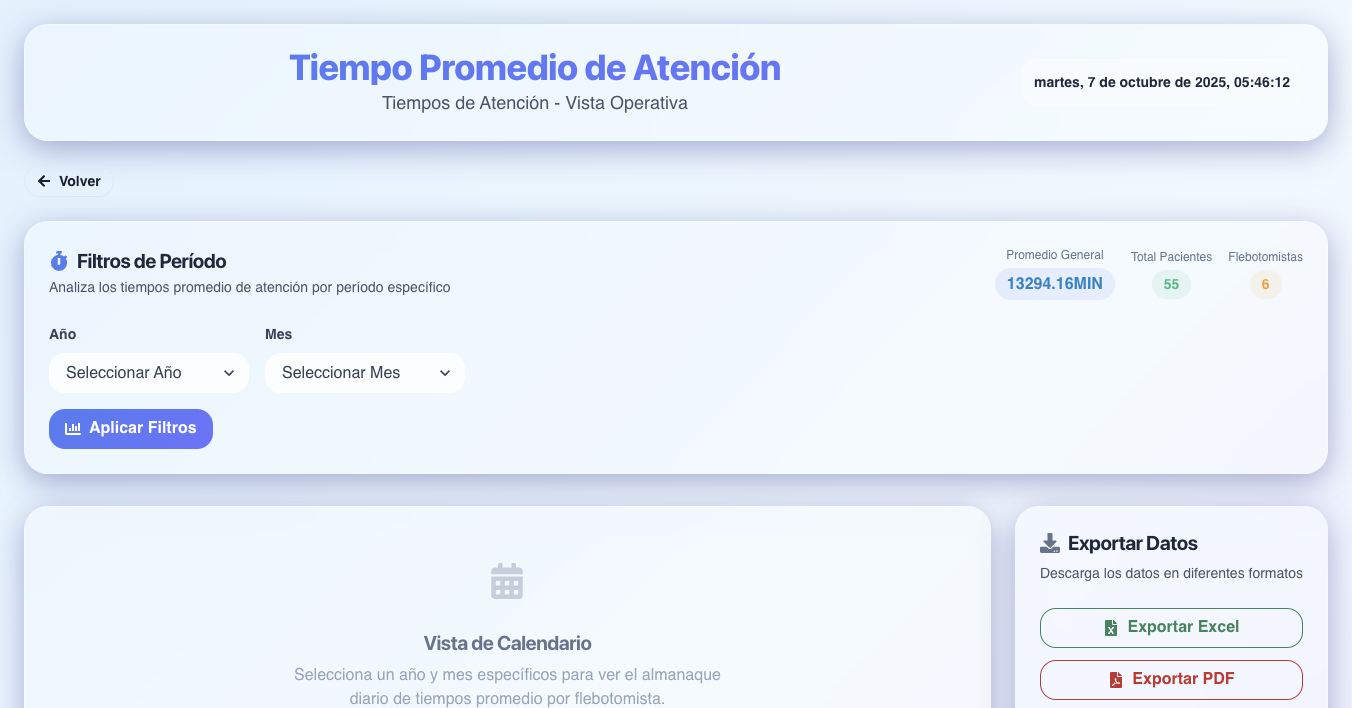 Tiempo Promedio de Atención
Tiempos de Atención - Vista Operativa
martes, 7 de octubre de 2025, 05:46:12
Volver
Filtros de Período
Analiza los tiempos promedio de atención por período específico
Promedio General
13294.16MIN
Total Pacientes
55
Flebotomistas
6
Año
Seleccionar Año
Mes
Seleccionar Mes
Aplicar Filtros
Vista de Calendario
Selecciona un año y mes específicos para ver el almanaque
diario de tiempos promedio por flebotomista.
Exportar Datos
Descarga los datos en diferentes formatos
Exportar Excel
Exportar PDF